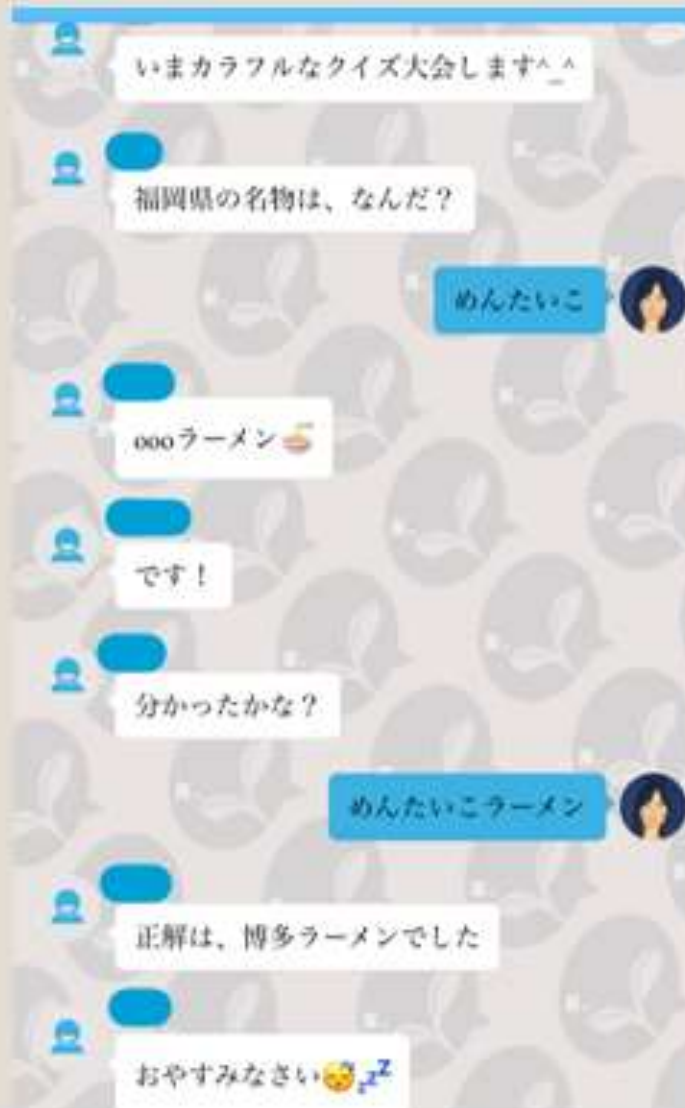 いまカラフルなクイズ大会します^_^
福岡県の名物は、なんだ？
めんたいこ
oooラーメン🍜
です！
分かったかな？
めんたいこラーメン
正解は、博多ラーメンでした
おやすみなさい😴💤